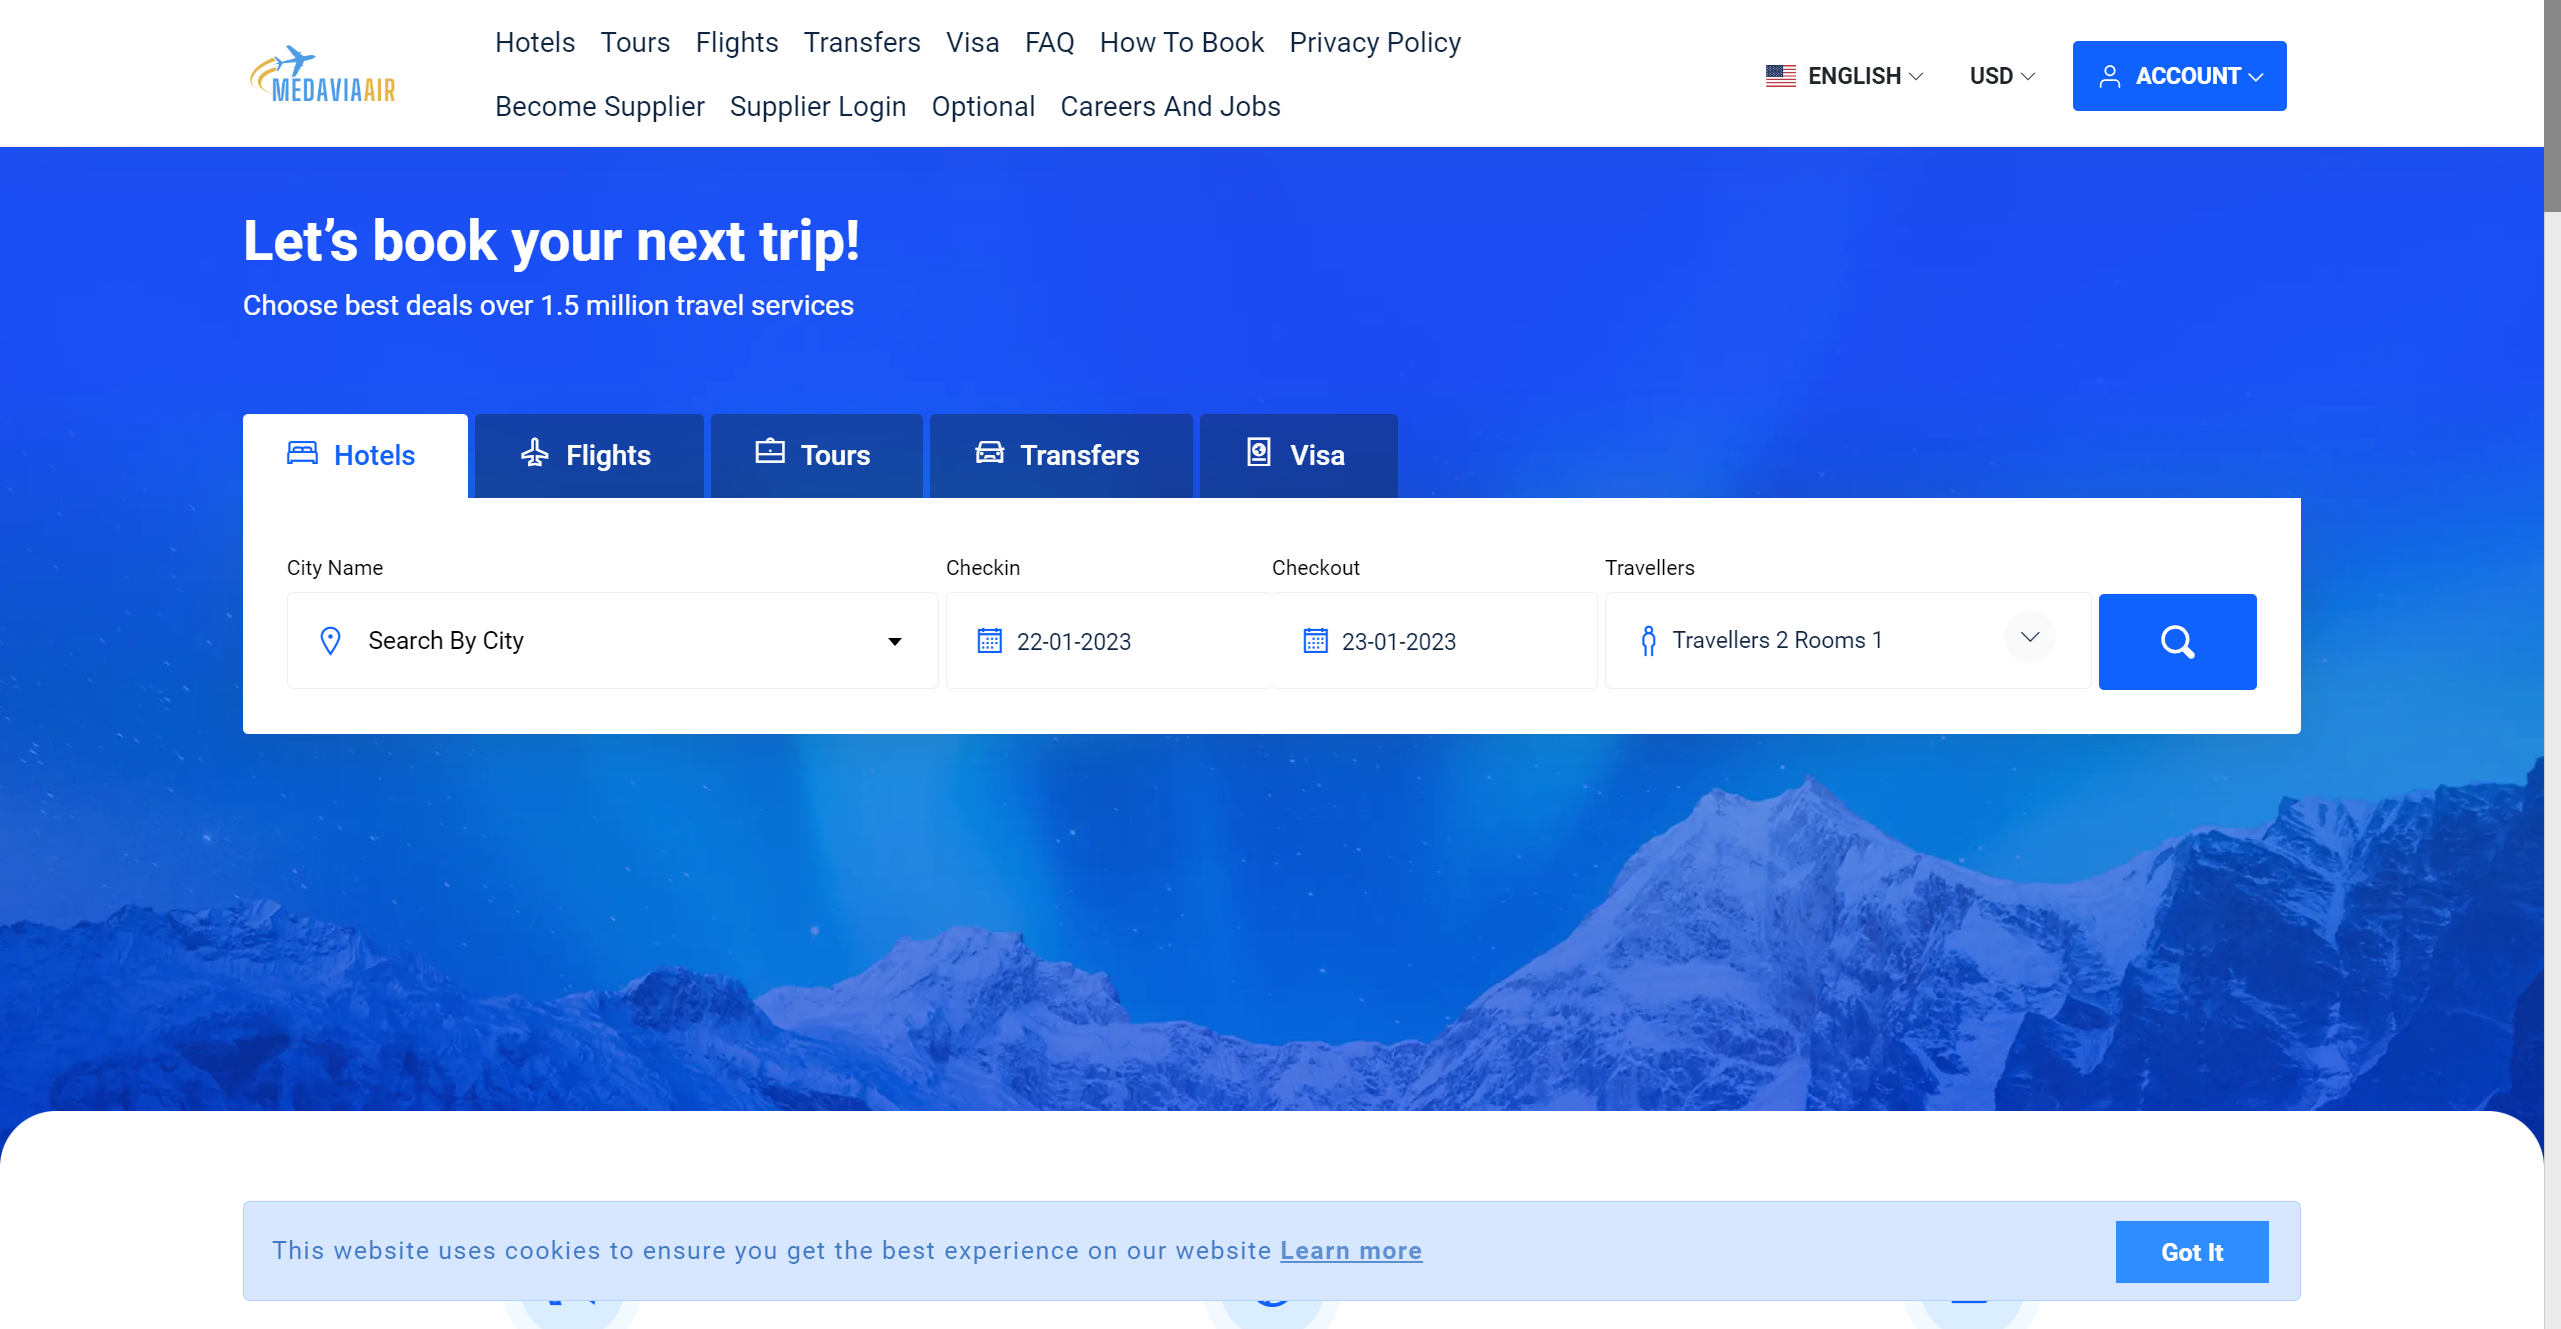 MEDAVIAAIR
Hotels Tours Flights Transfers Visa FAQ How To Book Privacy Policy
Become Supplier Supplier Login Optional Careers And Jobs
ENGLISH USD ACCOUNT
Let’s book your next trip!
Choose best deals over 1.5 million travel services
Hotels Flights Tours Transfers Visa
City Name Checkin Checkout Travellers
Search By City 22-01-2023 23-01-2023 Travellers 2 Rooms 1
This website uses cookies to ensure you get the best experience on our website Learn more
Got It